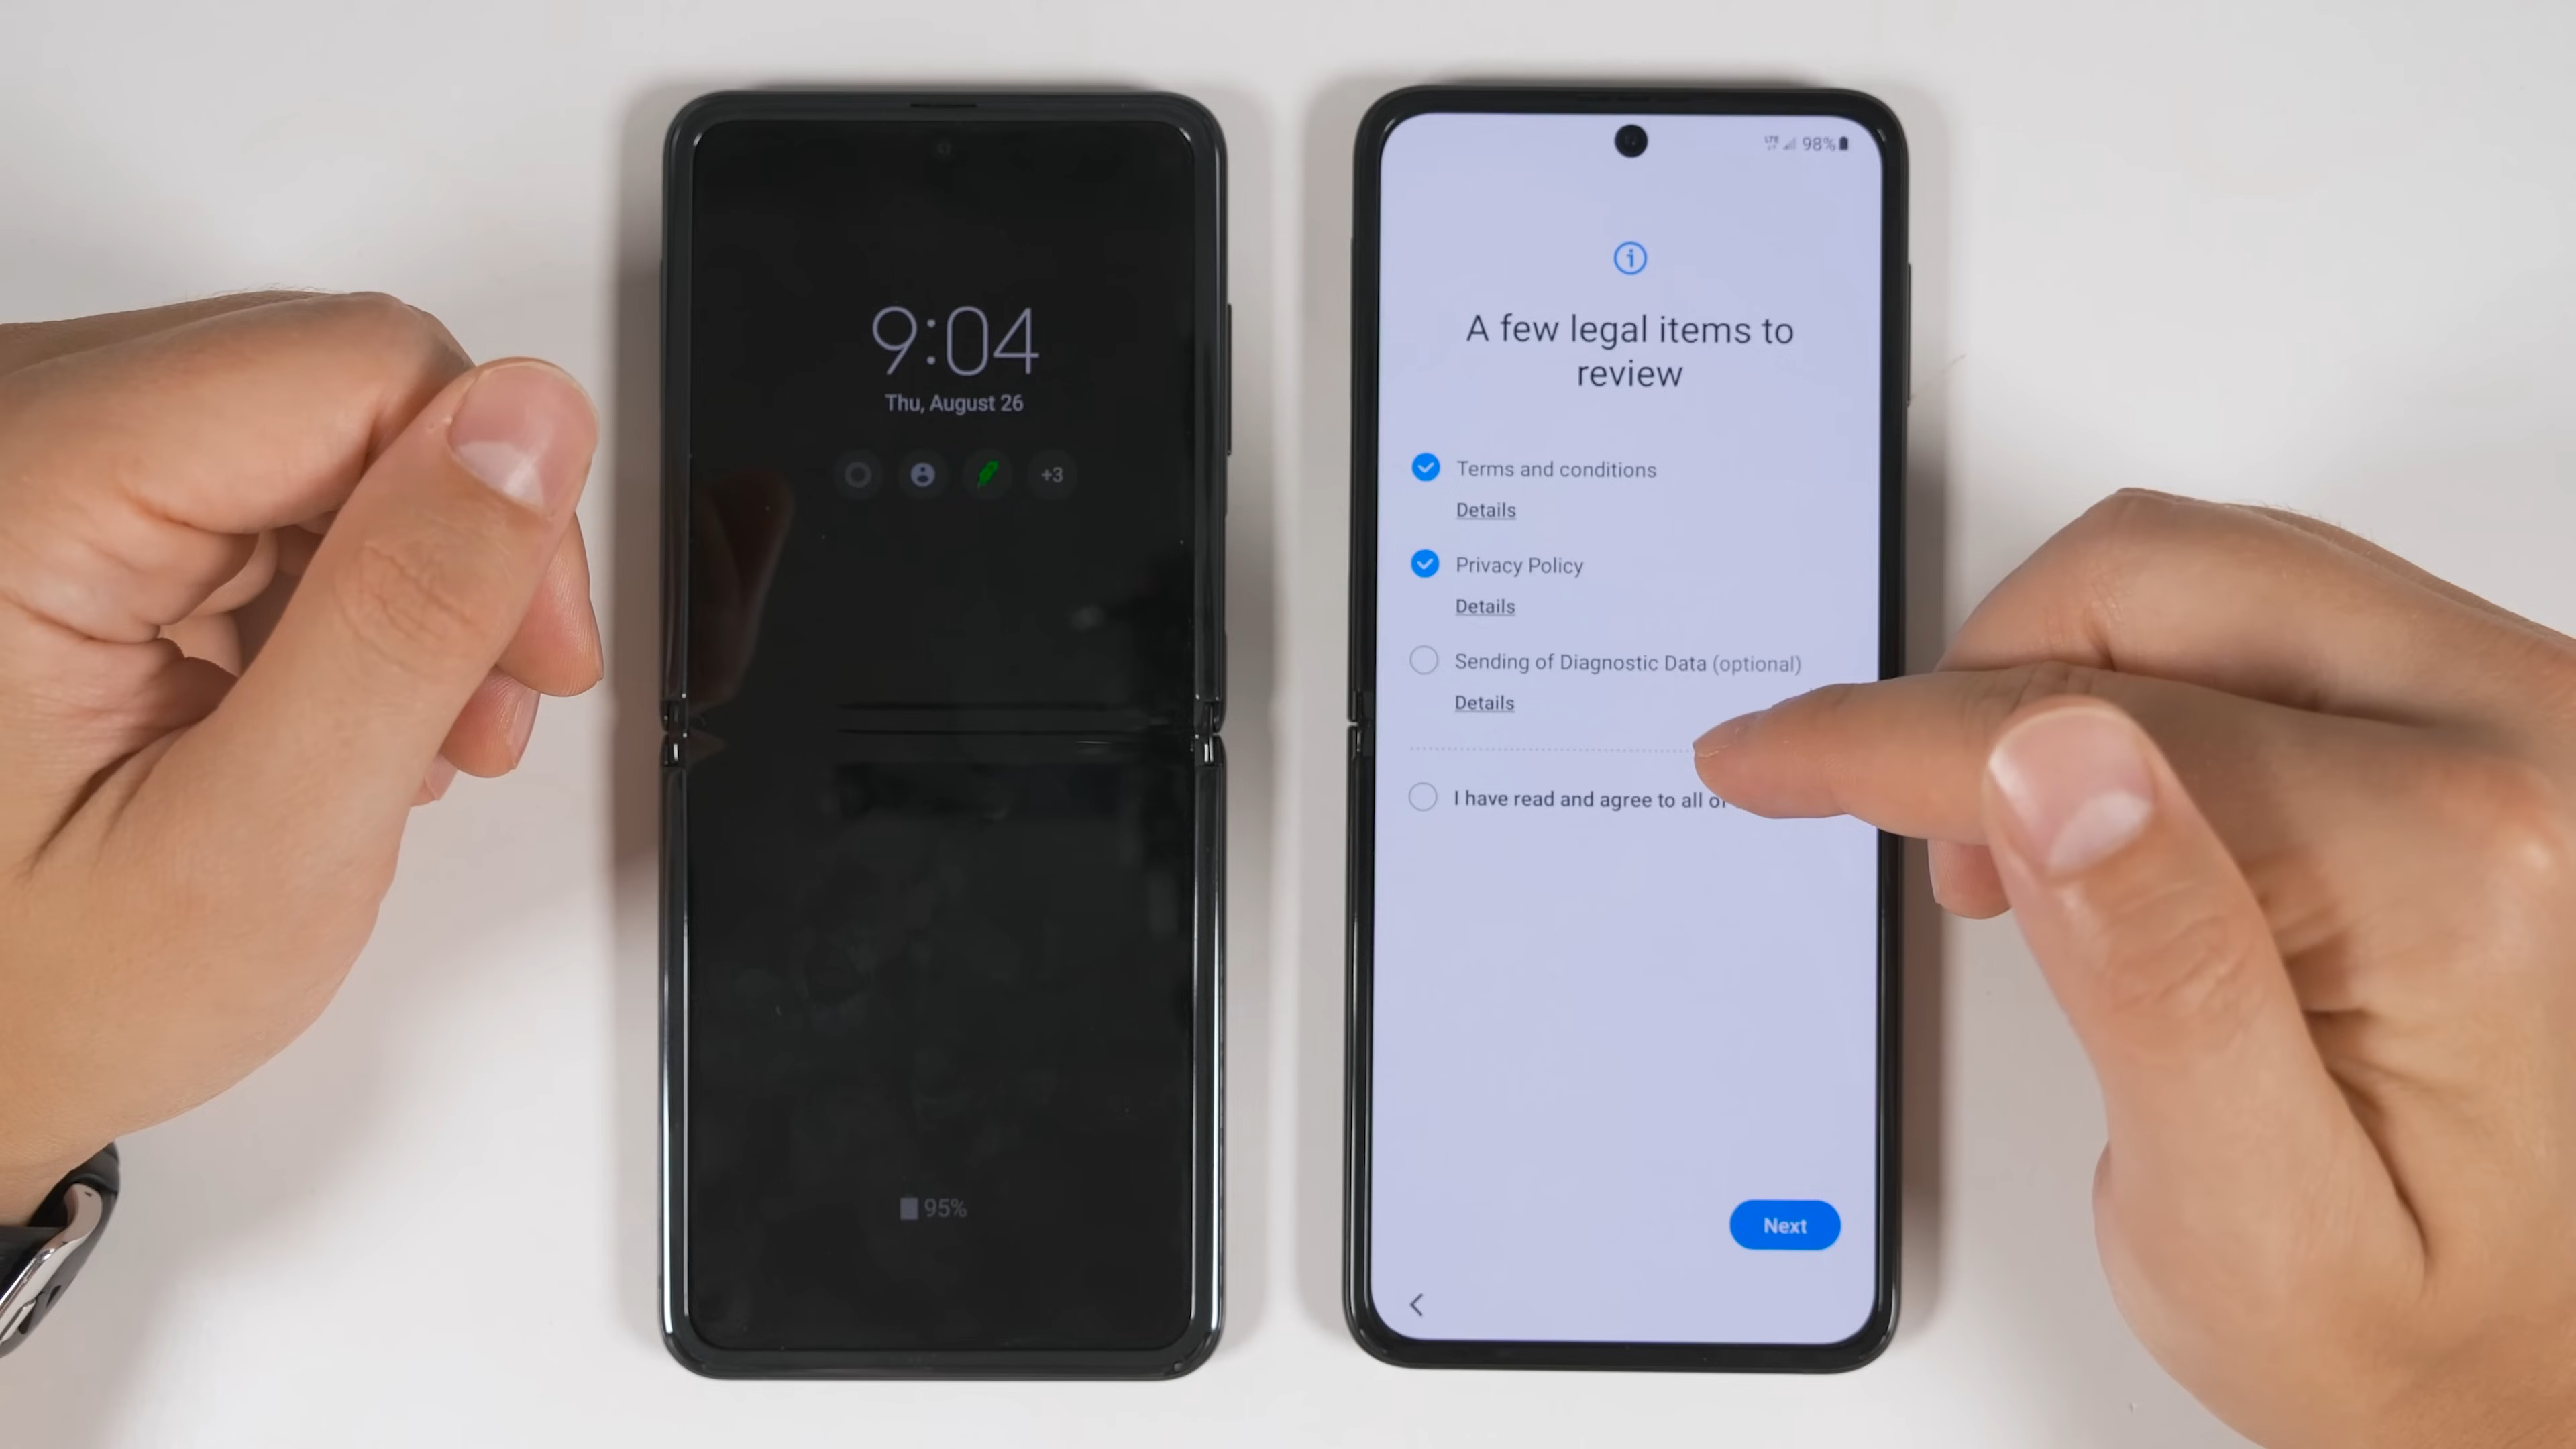 9:04
Thu, August 26
+3
95%
98%
A few legal items to
review
Terms and conditions
Details
Privacy Policy
Details
Sending of Diagnostic Data (optional)
Details
I have read and agree to all of
Next